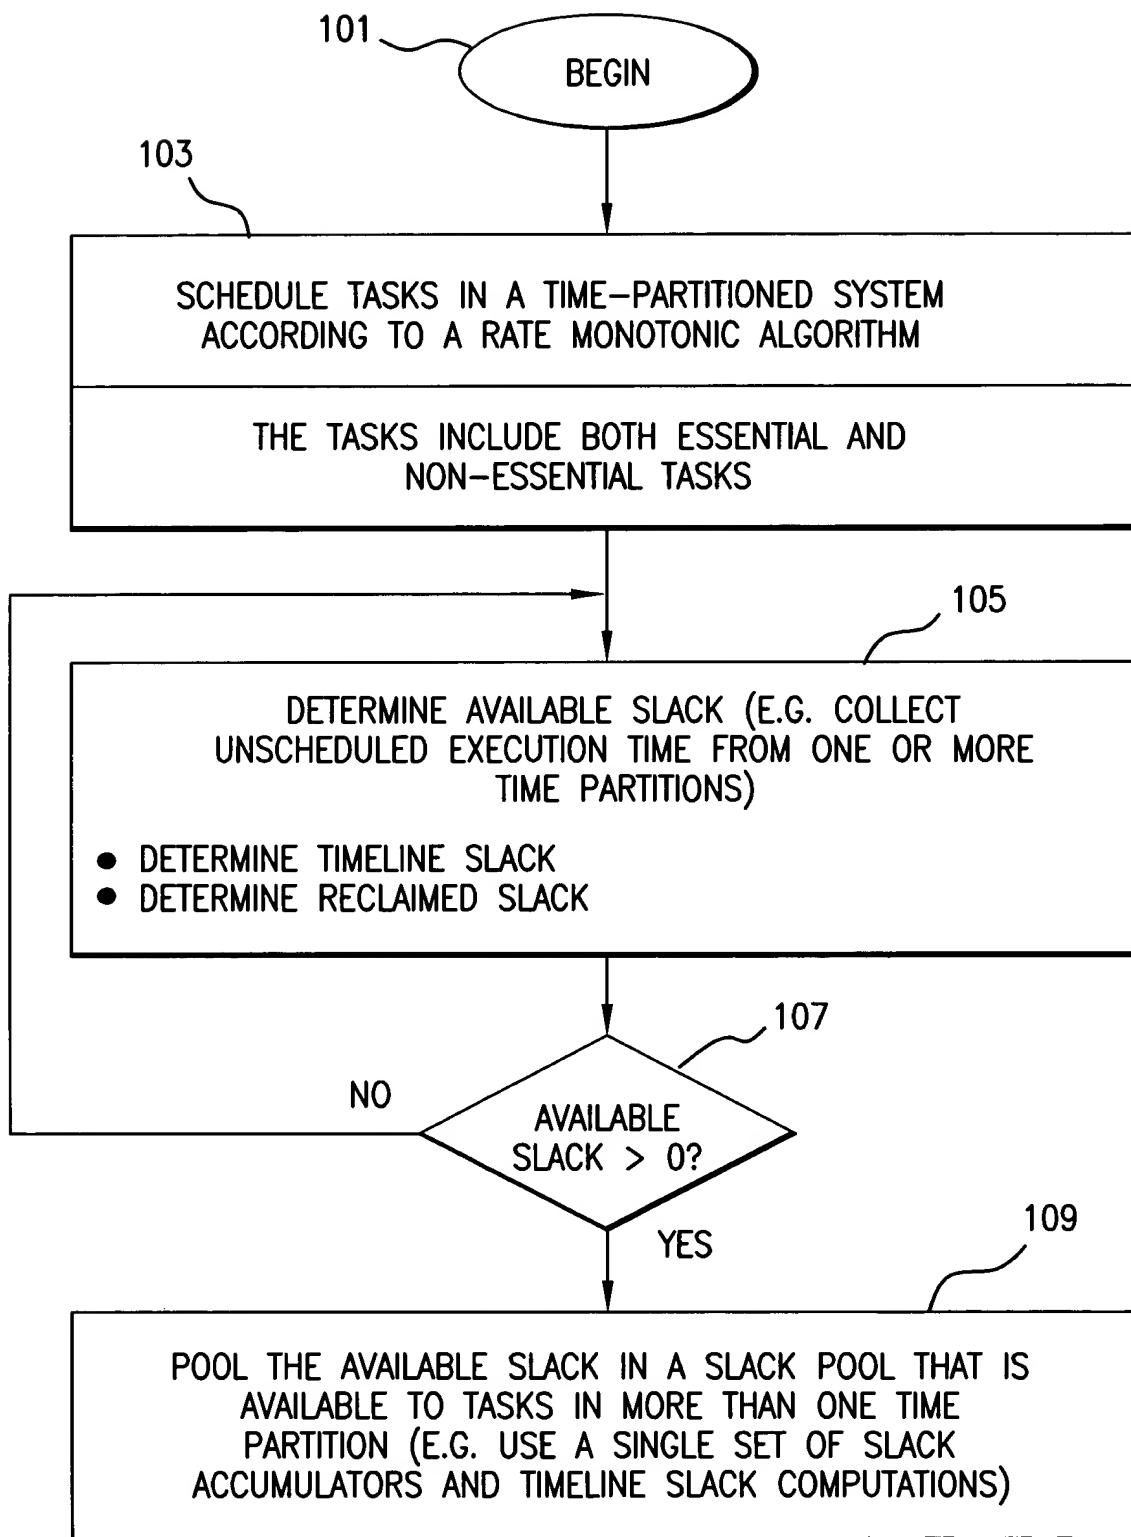 101
BEGIN
103
SCHEDULE TASKS IN A TIME-PARTITIONED SYSTEM
ACCORDING TO A RATE MONOTONIC ALGORITHM
THE TASKS INCLUDE BOTH ESSENTIAL AND
NON-ESSENTIAL TASKS
105
DETERMINE AVAILABLE SLACK (E.G. COLLECT
UNSCHEDULED EXECUTION TIME FROM ONE OR MORE
TIME PARTITIONS)
• DETERMINE TIMELINE SLACK
• DETERMINE RECLAIMED SLACK
107
NO
AVAILABLE
SLACK > 0?
YES
109
POOL THE AVAILABLE SLACK IN A SLACK POOL THAT IS
AVAILABLE TO TASKS IN MORE THAN ONE TIME
PARTITION (E.G. USE A SINGLE SET OF SLACK
ACCUMULATORS AND TIMELINE SLACK COMPUTATIONS)